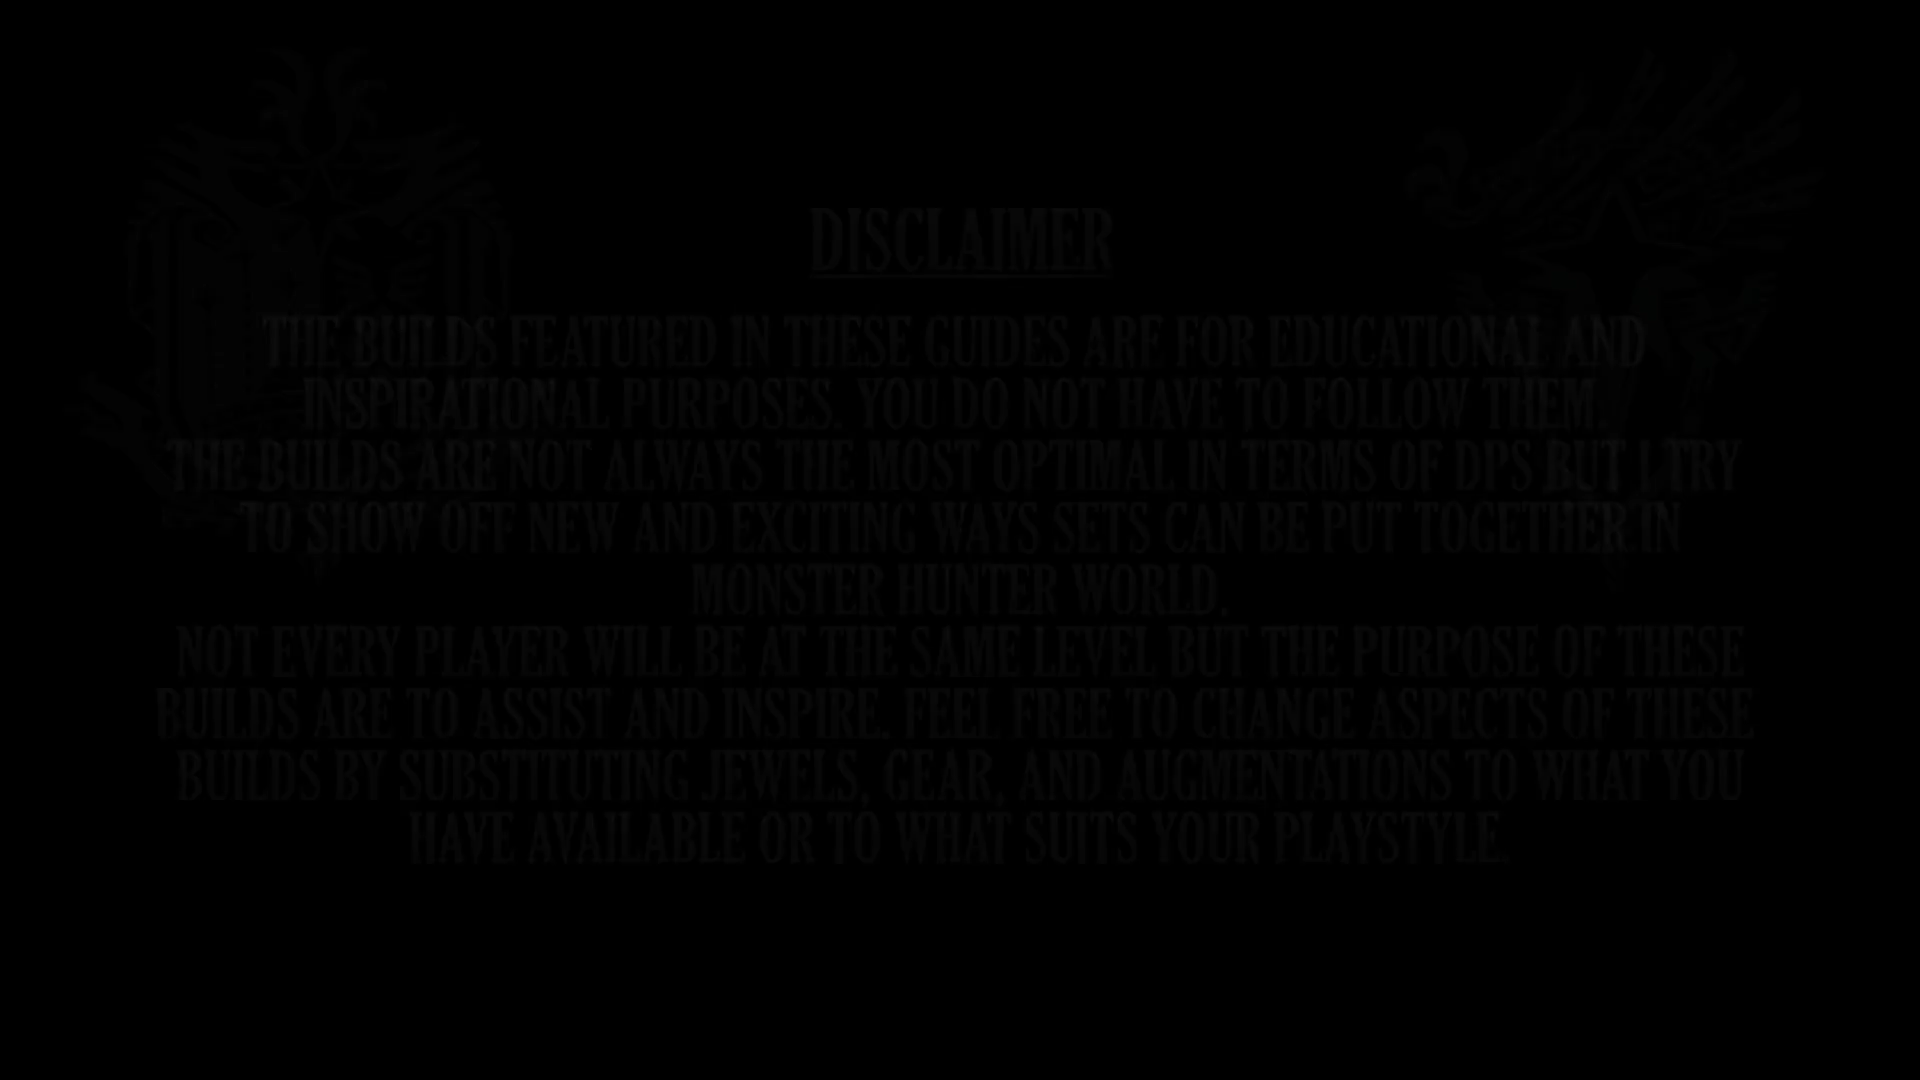 DISCLAIMER
THE BUILDS FEATURED IN THESE GUIDES ARE FOR EDUCATIONAL AND
INSPIRATIONAL PURPOSES. YOU DO NOT HAVE TO FOLLOW THEM.
THE BUILDS ARE NOT ALWAYS THE MOST OPTIMAL IN TERMS OF DPS BUT I TRY
TO SHOW OFF NEW AND EXCITING WAYS SETS CAN BE PUT TOGETHER IN
MONSTER HUNTER WORLD.
NOT EVERY PLAYER WILL BE AT THE SAME LEVEL BUT THE PURPOSE OF THESE
BUILDS ARE TO ASSIST AND INSPIRE. FEEL FREE TO CHANGE ASPECTS OF THESE
BUILDS BY SUBSTITUTING JEWELS, GEAR, AND AUGMENTATIONS TO WHAT YOU
HAVE AVAILABLE OR TO WHAT SUITS YOUR PLAYSTYLE.